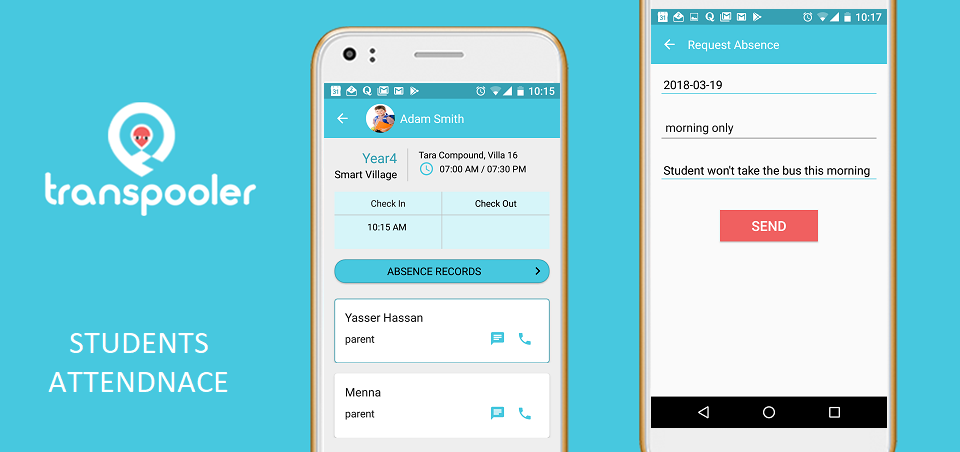 transpooler
STUDENTS
ATTENDNACE
31
10:15
Adam Smith
Year4
Smart Village
Tara Compound, Villa 16
07:00 AM / 07:30 PM
Check In
Check Out
10:15 AM
ABSENCE RECORDS
Yasser Hassan
parent
Menna
parent
31
10:17
Request Absence
2018-03-19
morning only
Student won't take the bus this morning
SEND